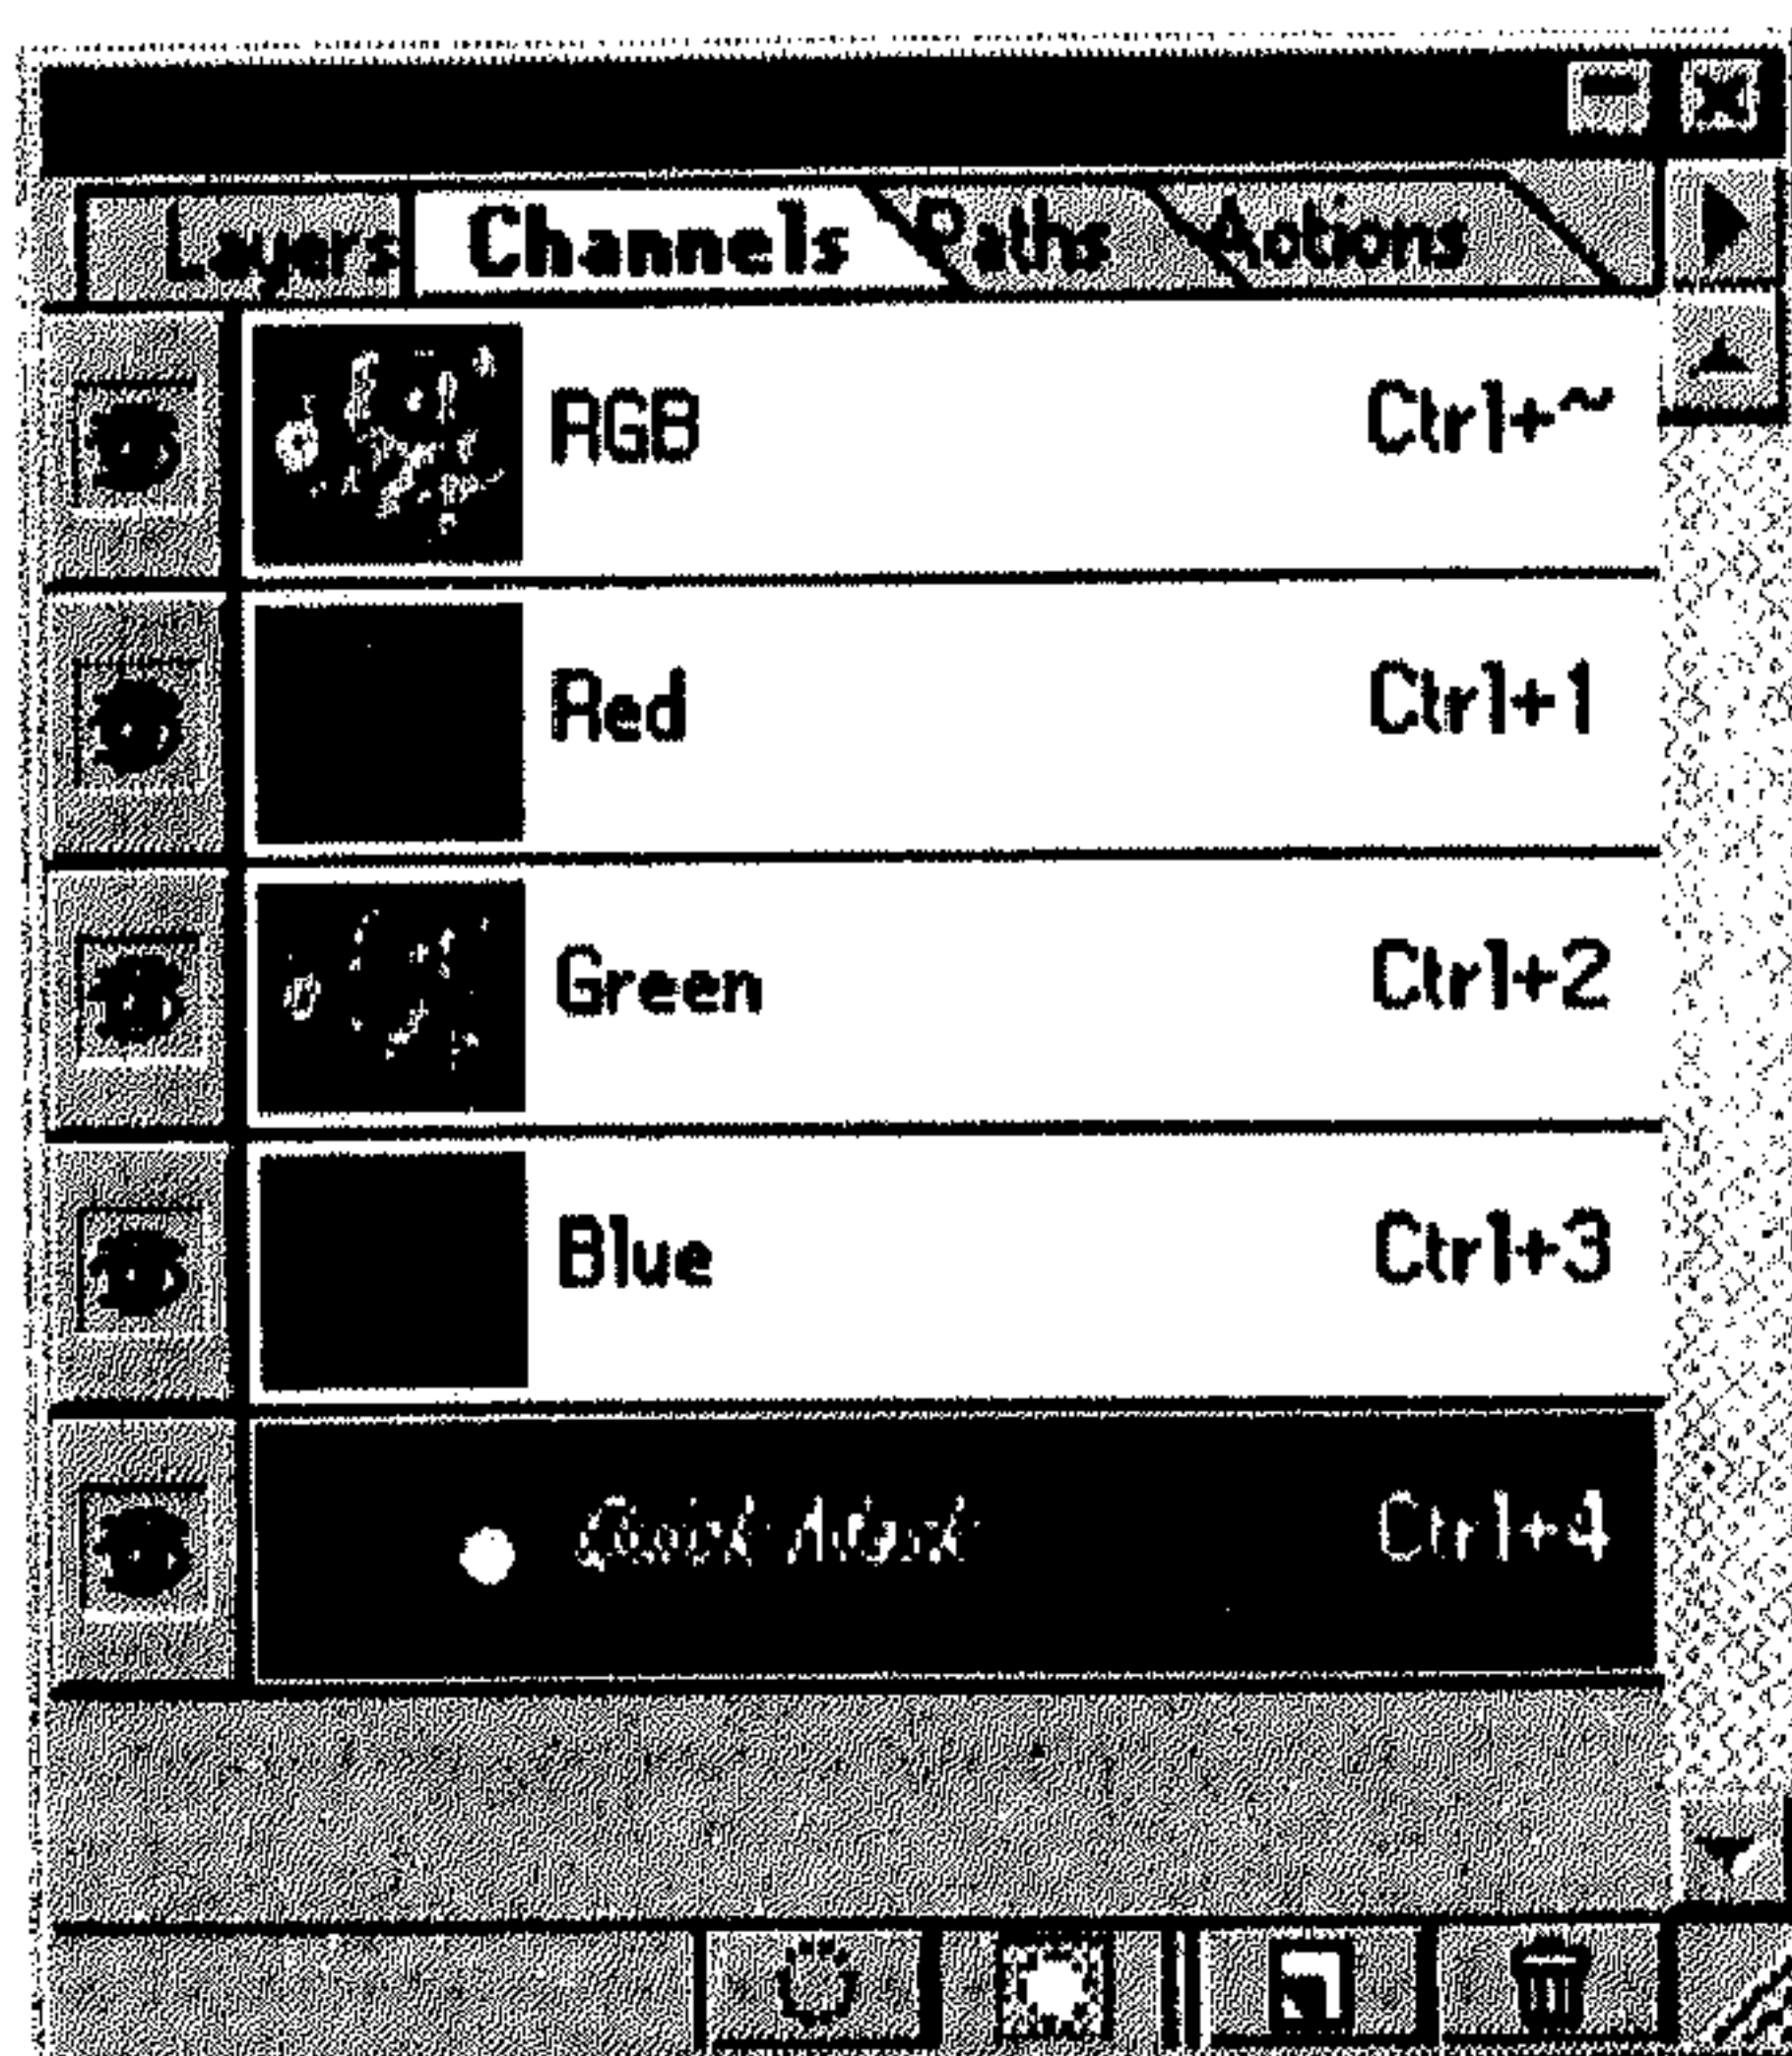 Layers Channels Paths Actions
RGB Ctrl+~
Red Ctrl+1
Green Ctrl+2
Blue Ctrl+3
Quick Mask Ctrl+4